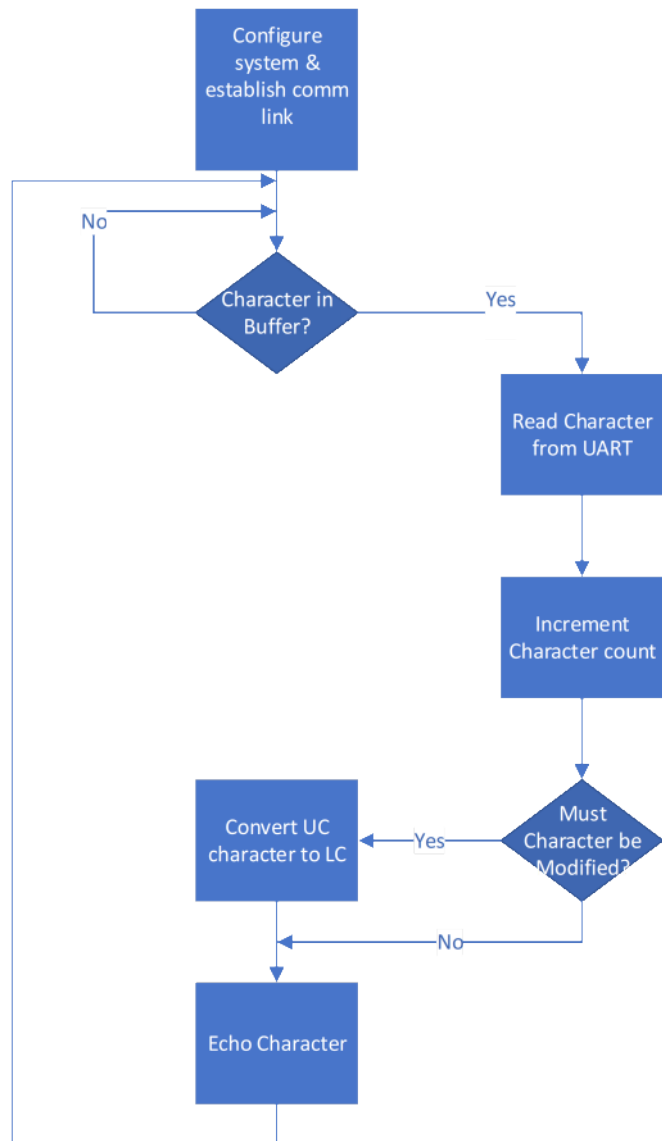 Configure
system &
establish comm
link
No
Character in
Buffer?
Yes
Read Character
from UART
Increment
Character count
Must
Character be
Modified?
Yes
Convert UC
character to LC
No
Echo Character